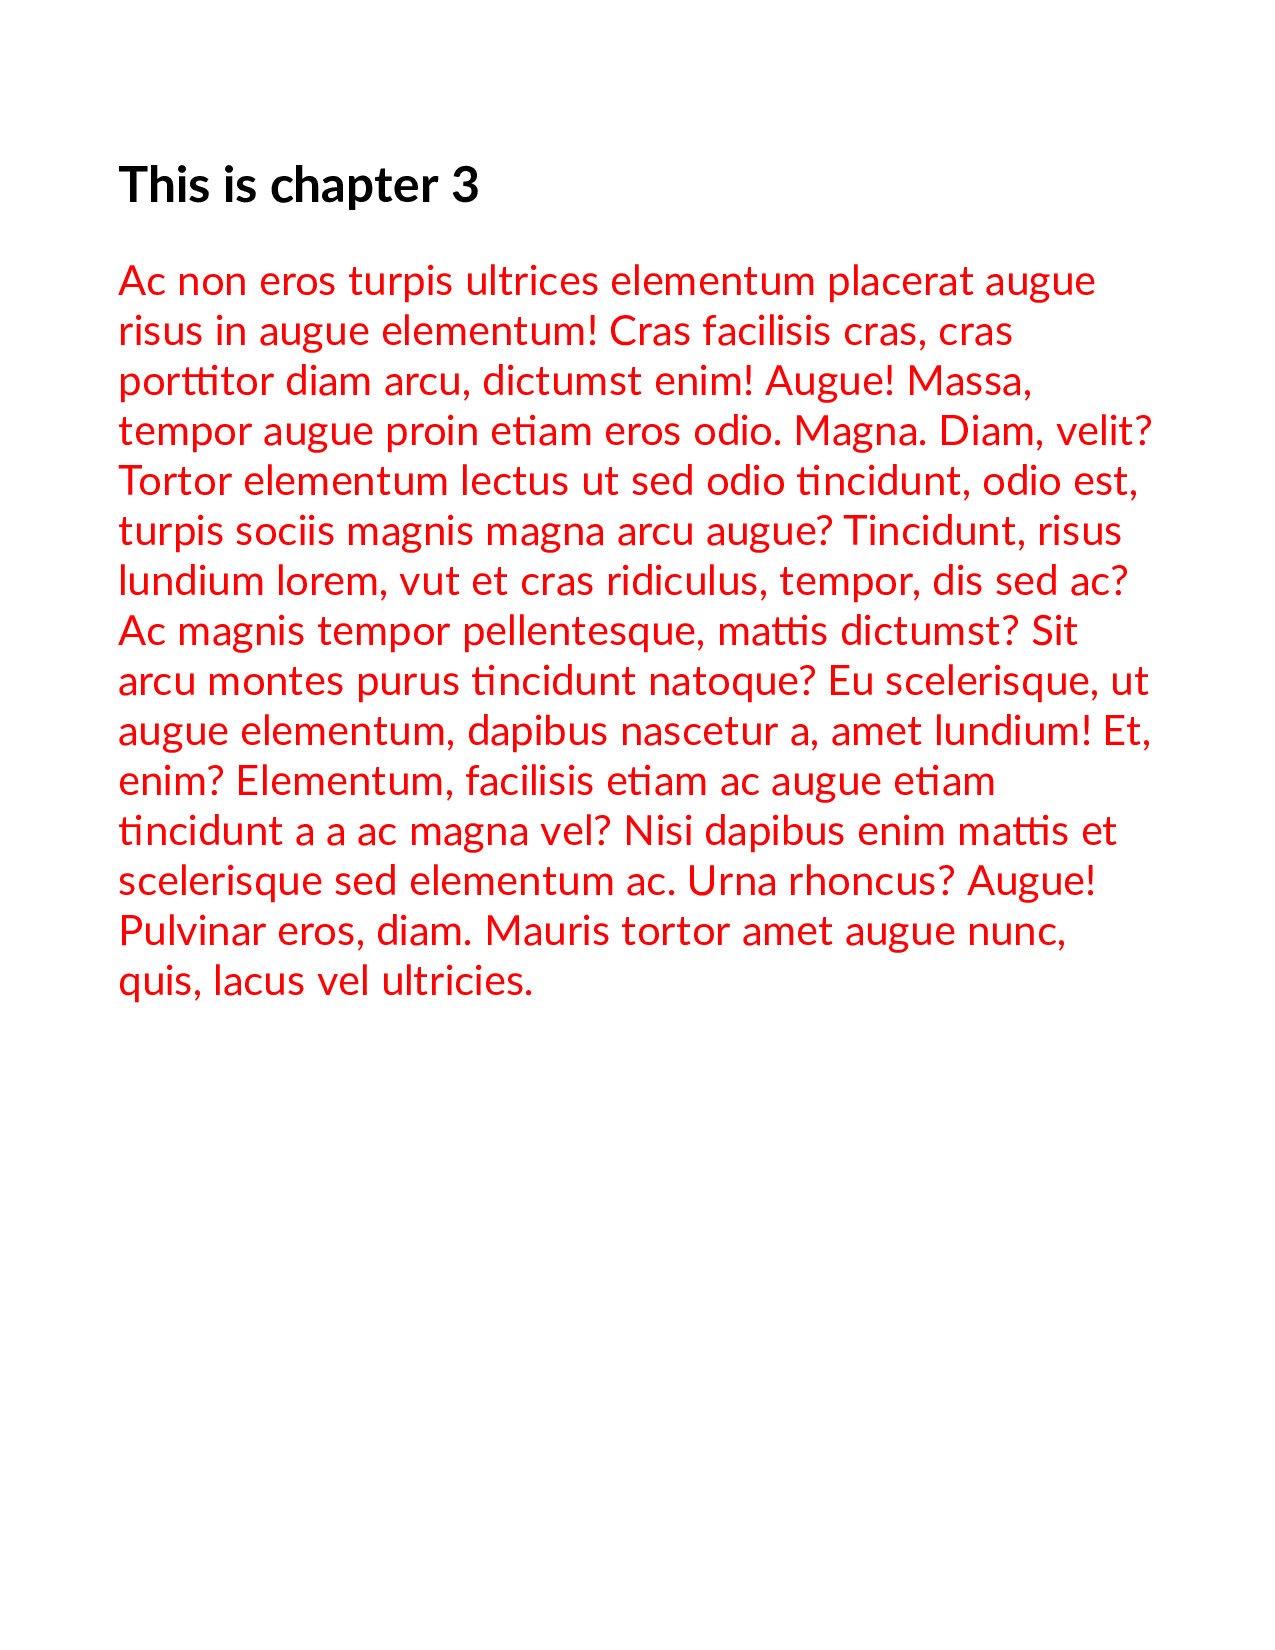 This is chapter 3
Ac non eros turpis ultrices elementum placerat augue
risus in augue elementum! Cras facilisis cras, cras
porttitor diam arcu, dictumst enim! Augue! Massa,
tempor augue proin etiam eros odio. Magna. Diam, velit?
Tortor elementum lectus ut sed odio tincidunt, odio est,
turpis sociis magnis magna arcu augue? Tincidunt, risus
lundium lorem, vut et cras ridiculus, tempor, dis sed ac?
Ac magnis tempor pellentesque, mattis dictumst? Sit
arcu montes purus tincidunt natoque? Eu scelerisque, ut
augue elementum, dapibus nascetur a, amet lundium! Et,
enim? Elementum, facilisis etiam ac augue etiam
tincidunt a a ac magna vel? Nisi dapibus enim mattis et
scelerisque sed elementum ac. Urna rhoncus? Augue!
Pulvinar eros, diam. Mauris tortor amet augue nunc,
quis, lacus vel ultricies.